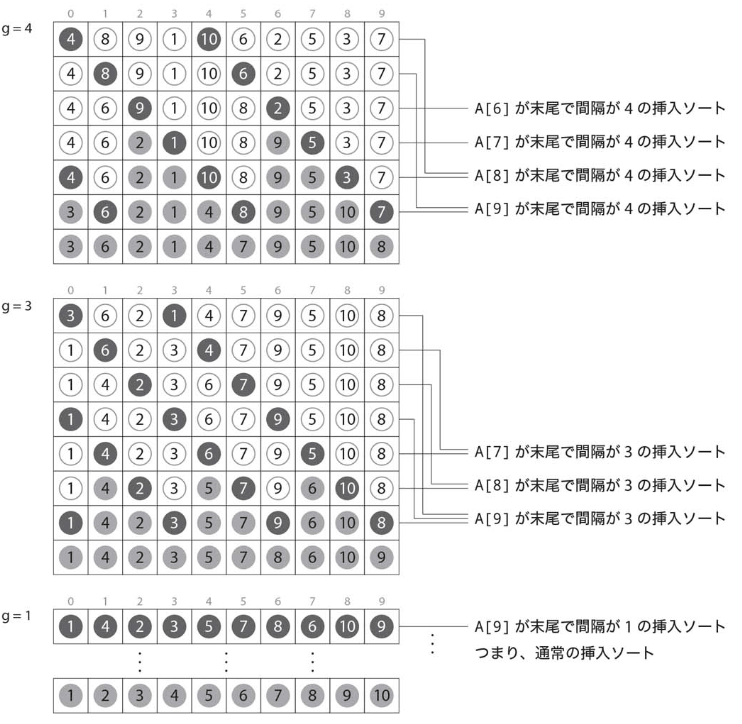 0 1 2 3 4 5 6 7 8 9
g=4
4 8 9 1 10 6 2 5 3 7
4 8 9 1 10 6 2 5 3 7
4 6 9 1 10 8 2 5 3 7 A[6] が末尾で間隔が 4 の挿入ソート
4 6 2 1 10 8 9 5 3 7 A[7] が末尾で間隔が 4 の挿入ソート
4 6 2 1 10 8 9 5 3 7 A[8] が末尾で間隔が 4 の挿入ソート
3 6 2 1 4 8 9 5 10 7 A[9] が末尾で間隔が 4 の挿入ソート
3 6 2 1 4 7 9 5 10 8
0 1 2 3 4 5 6 7 8 9
g=3
3 6 2 1 4 7 9 5 10 8
1 6 2 3 4 7 9 5 10 8
1 4 2 3 6 7 9 5 10 8
1 4 2 3 6 7 9 5 10 8
1 4 2 3 6 7 9 5 10 8 A[7] が末尾で間隔が 3 の挿入ソート
1 4 2 3 5 7 9 6 10 8 A[8] が末尾で間隔が 3 の挿入ソート
1 4 2 3 5 7 9 6 10 8 A[9] が末尾で間隔が 3 の挿入ソート
1 4 2 3 5 7 8 6 10 9
0 1 2 3 4 5 6 7 8 9
g=1
1 4 2 3 5 7 8 6 10 9 A[9] が末尾で間隔が 1 の挿入ソート
つまり、通常の挿入ソート
1 2 3 4 5 6 7 8 9 10